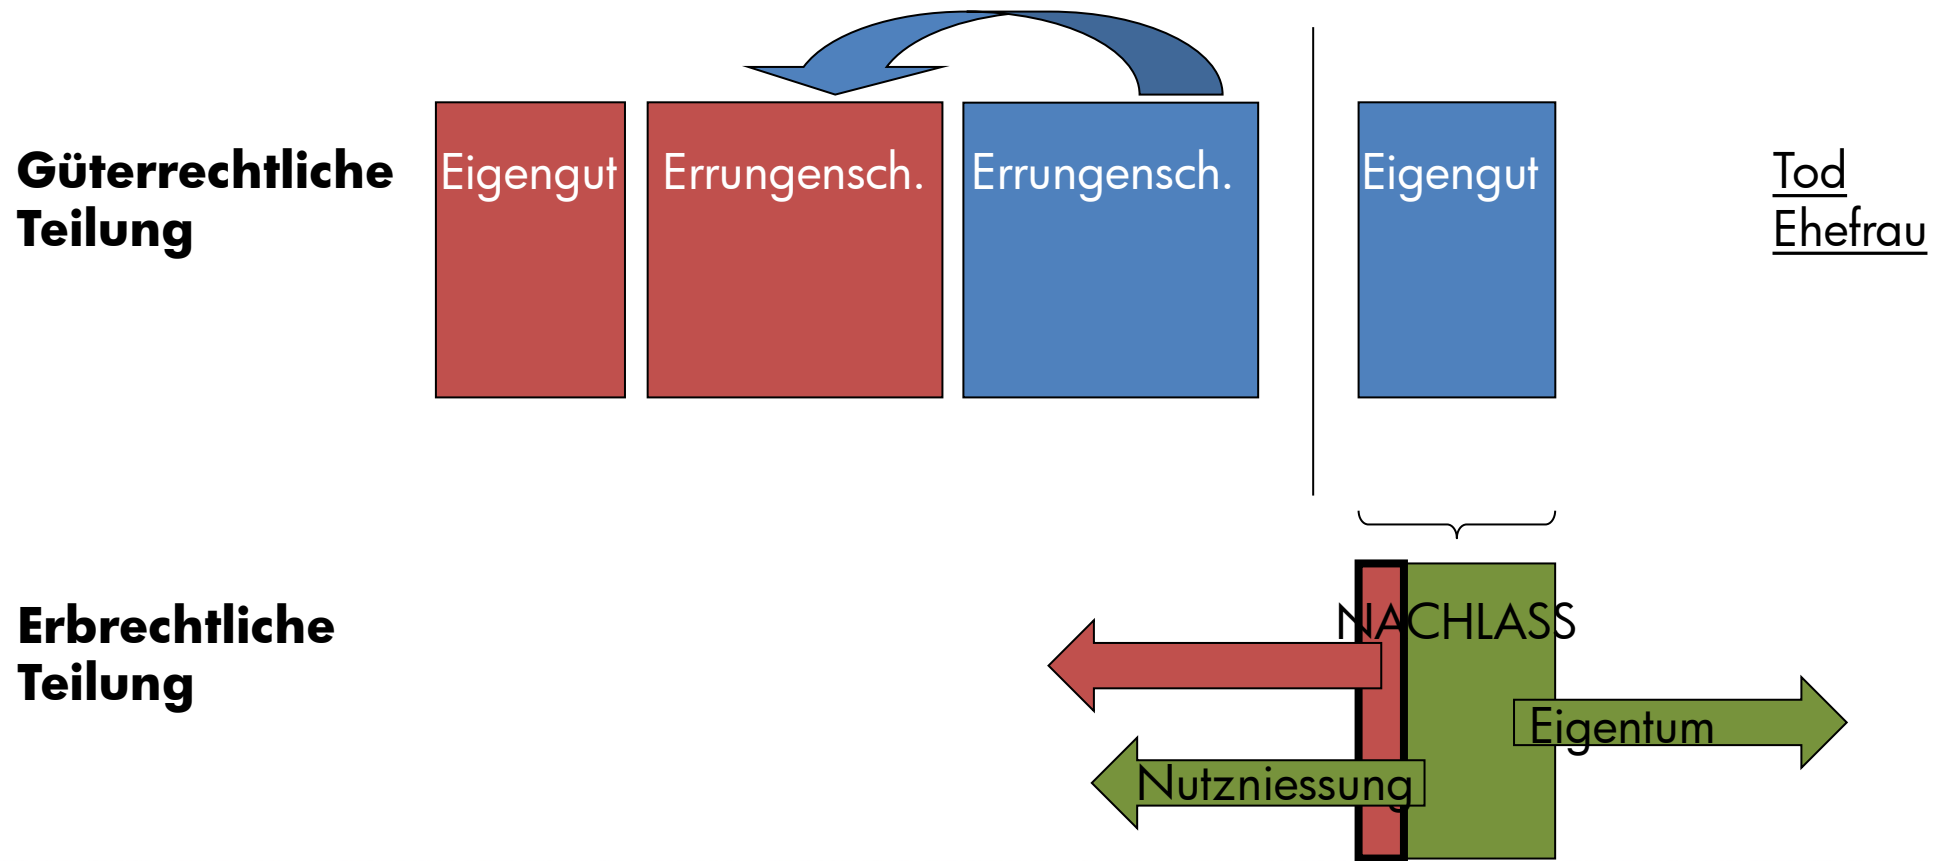 Güterrechtliche
Teilung
Eigengut
Errungensch.
Errungensch.
Eigengut
Tod
Ehefrau
Erbrechtliche
Teilung
NACHLASS
Eigentum
Nutzniessung